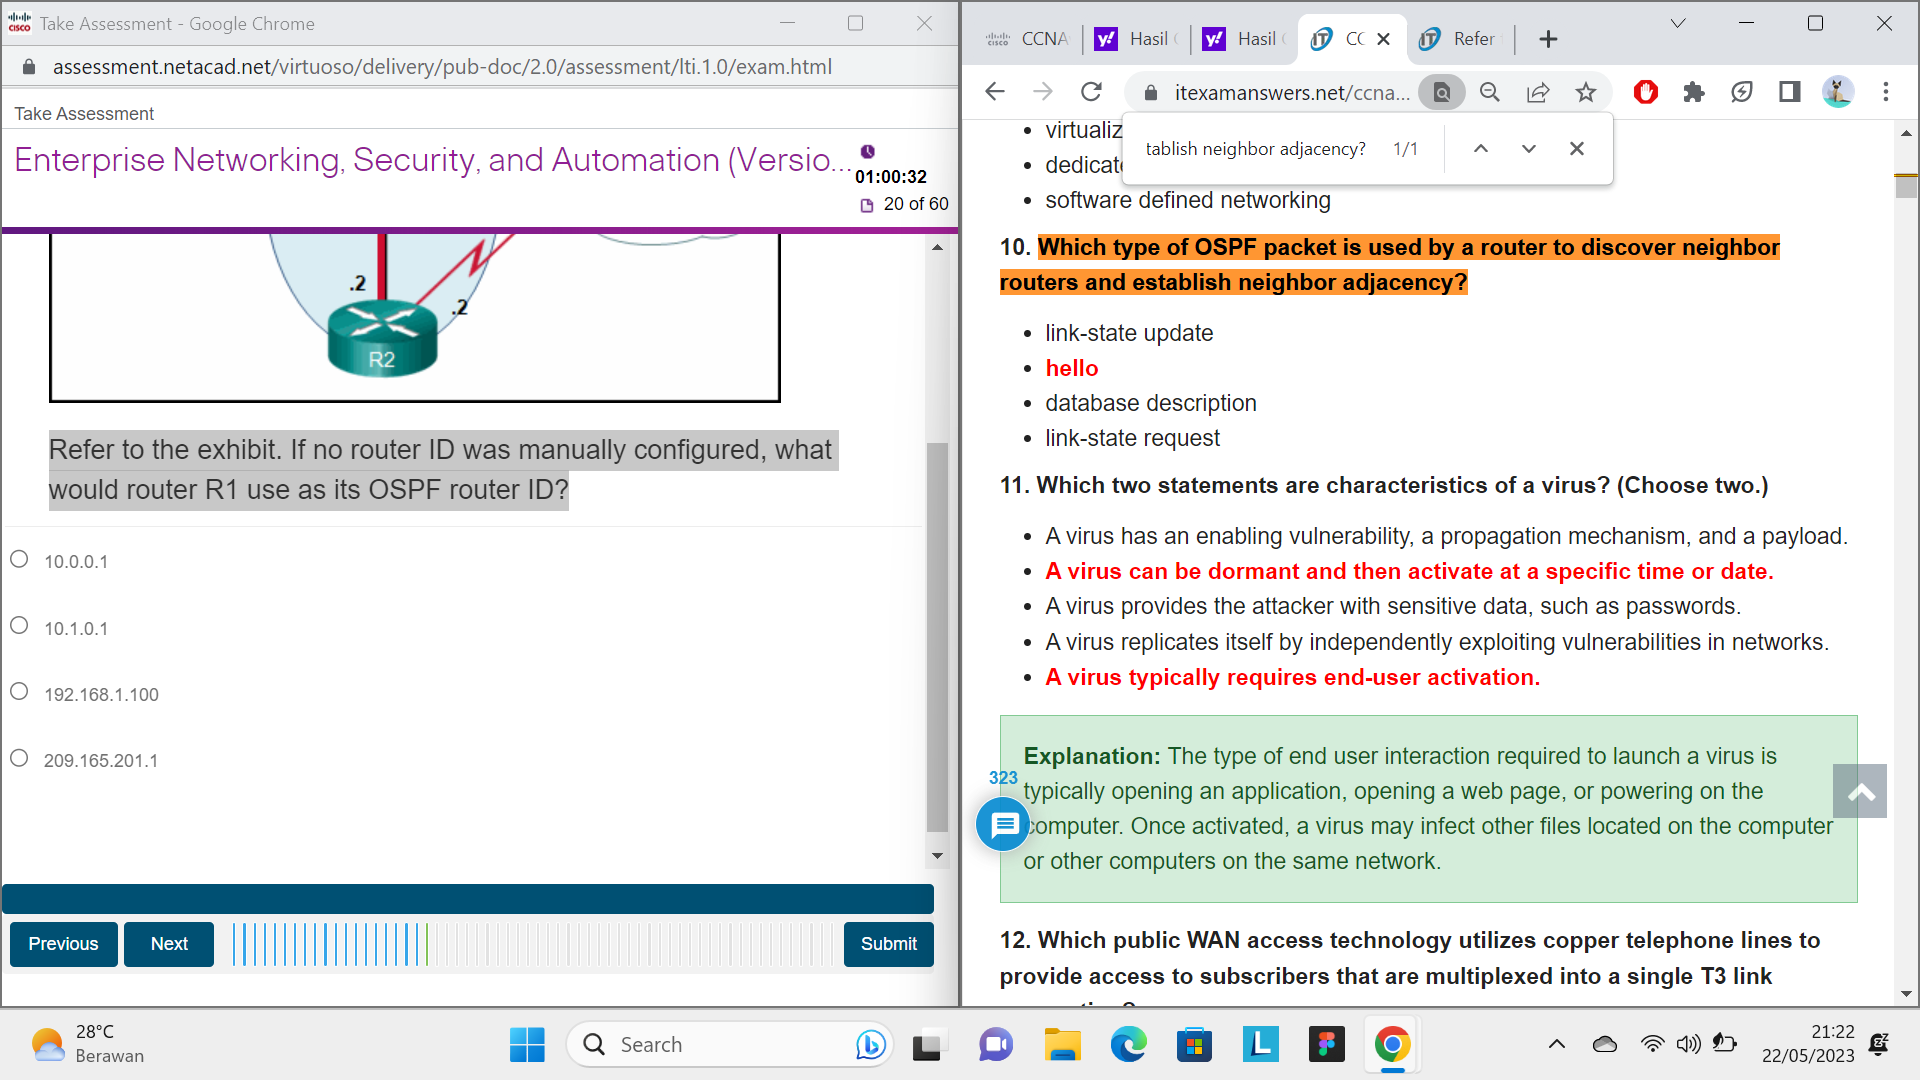 Take Assessment - Google Chrome
assessment.netacad.net/virtuoso/delivery/pub-doc/2.0/assessment/lti.1.0/exam.html
Take Assessment
Enterprise Networking, Security, and Automation (Versio...
01:00:32
20 of 60
.2
.2
R2
Refer to the exhibit. If no router ID was manually configured, what
would router R1 use as its OSPF router ID?
10.0.0.1
10.1.0.1
192.168.1.100
209.165.201.1
Previous
Next
Submit
CCNA
Hasil
Hasil
CC
Refer
itexamanswers.net/ccna...
tablish neighbor adjacency?
1/1
• virtualiz
• dedicate
• software defined networking
10. Which type of OSPF packet is used by a router to discover neighbor
routers and establish neighbor adjacency?
• link-state update
• hello
• database description
• link-state request
11. Which two statements are characteristics of a virus? (Choose two.)
• A virus has an enabling vulnerability, a propagation mechanism, and a payload.
• A virus can be dormant and then activate at a specific time or date.
• A virus provides the attacker with sensitive data, such as passwords.
• A virus replicates itself by independently exploiting vulnerabilities in networks.
• A virus typically requires end-user activation.
Explanation: The type of end user interaction required to launch a virus is
typically opening an application, opening a web page, or powering on the
computer. Once activated, a virus may infect other files located on the computer
or other computers on the same network.
323
12. Which public WAN access technology utilizes copper telephone lines to
provide access to subscribers that are multiplexed into a single T3 link
28°C
Berawan
Search
21:22
22/05/2023